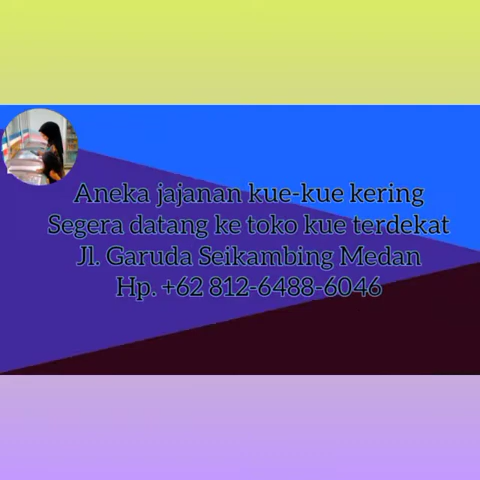 Aneka jajanan kue-kue kering
Segera datang ke toko kue terdekat
Jl. Garuda Seikambing Medan
Hp. +62 812-6488-6046